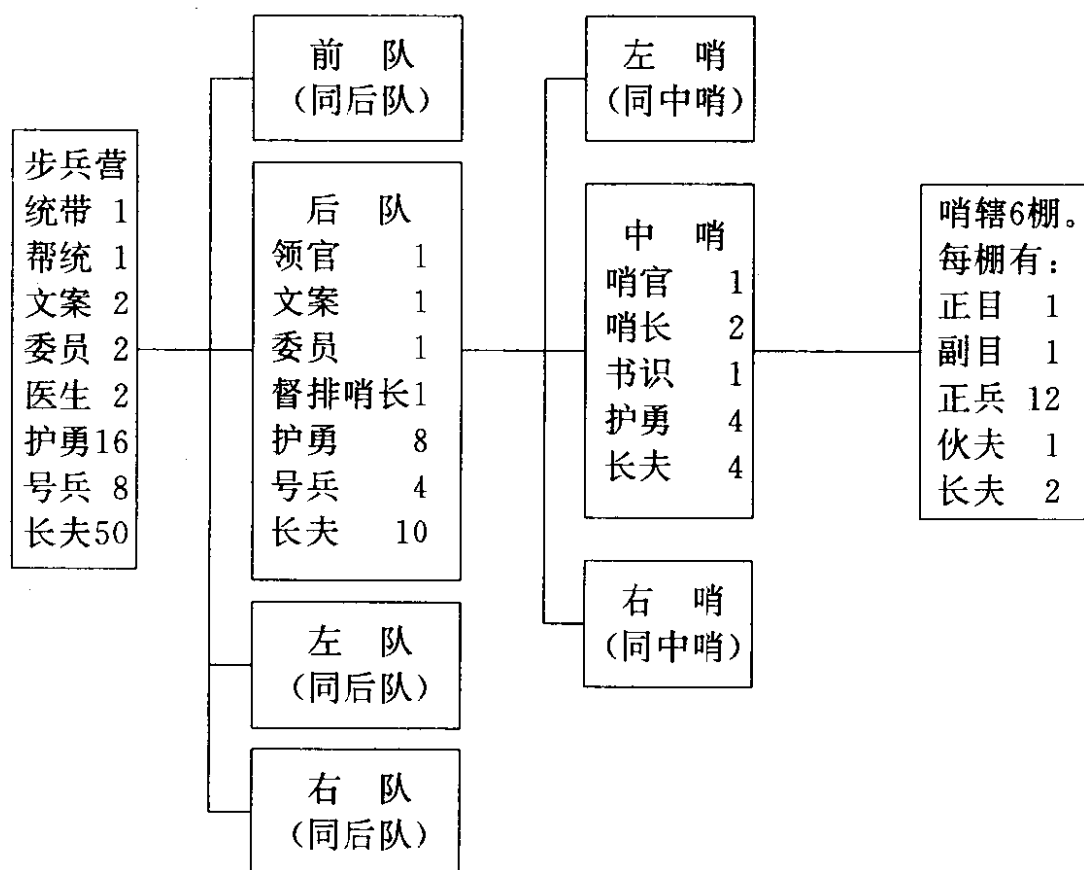 步兵营
统带 1
帮统 1
文案 2
委员 2
医生 2
护勇16
号兵 8
长夫50
前 队
(同后队)
后 队
领官 1
文案 1
委员 1
督排哨长1
护勇 8
号兵 4
长夫 10
左 队
(同后队)
右 队
(同后队)
左 哨
(同中哨)
中 哨
哨官 1
哨长 2
书识 1
护勇 4
长夫 4
右 哨
(同中哨)
哨辖6棚。
每棚有:
正目 1
副目 1
正兵 12
伙夫 1
长夫 2